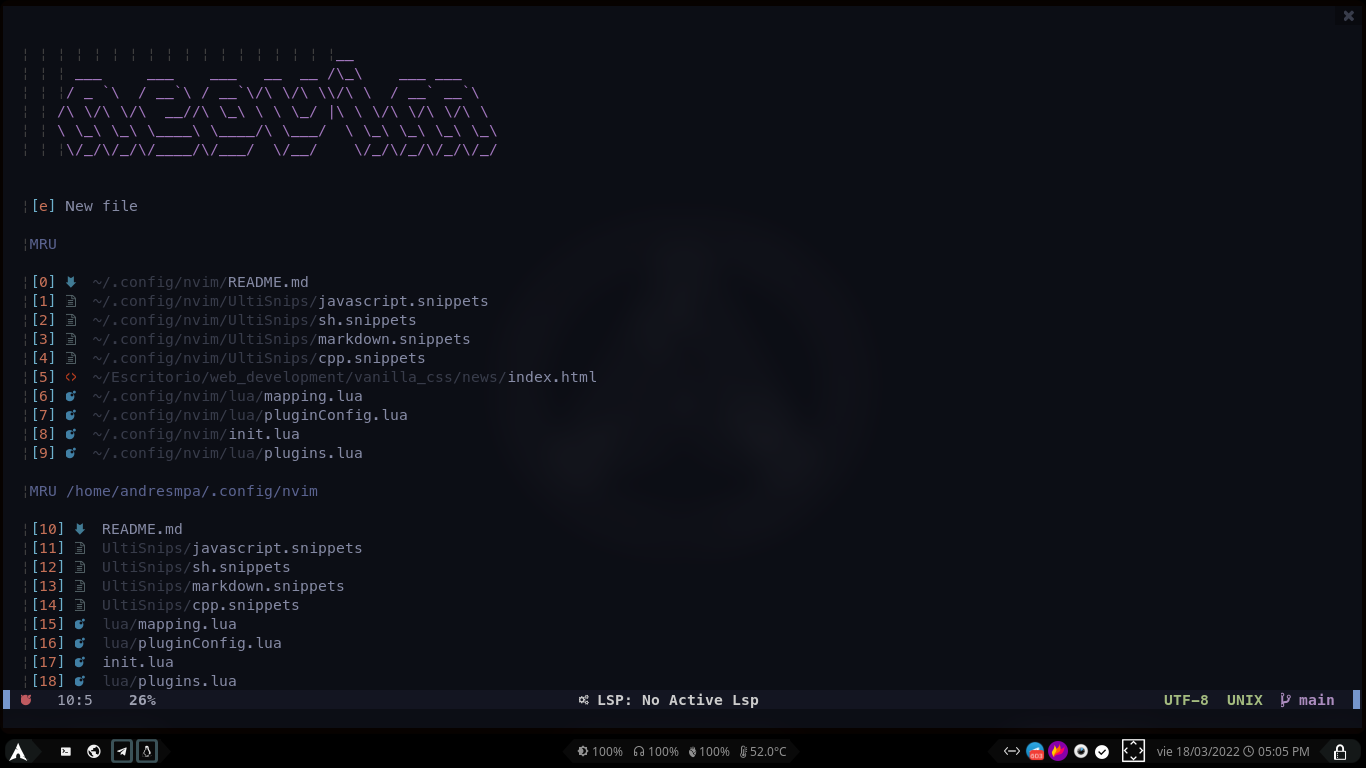 neovim
[e] New file
MRU
[0] ~/.config/nvim/README.md
[1] ~/.config/nvim/UltiSnips/javascript.snippets
[2] ~/.config/nvim/UltiSnips/sh.snippets
[3] ~/.config/nvim/UltiSnips/markdown.snippets
[4] ~/.config/nvim/UltiSnips/cpp.snippets
[5] ~/Escritorio/web_development/vanilla_css/news/index.html
[6] ~/.config/nvim/lua/mapping.lua
[7] ~/.config/nvim/lua/pluginConfig.lua
[8] ~/.config/nvim/init.lua
[9] ~/.config/nvim/lua/plugins.lua
MRU /home/andresmpa/.config/nvim
[10] README.md
[11] UltiSnips/javascript.snippets
[12] UltiSnips/sh.snippets
[13] UltiSnips/markdown.snippets
[14] UltiSnips/cpp.snippets
[15] lua/mapping.lua
[16] lua/pluginConfig.lua
[17] init.lua
[18] lua/plugins.lua
10:5 26% LSP: No Active Lsp UTF-8 UNIX main
100% 100% 100% 52.0°C vie 18/03/2022 05:05 PM